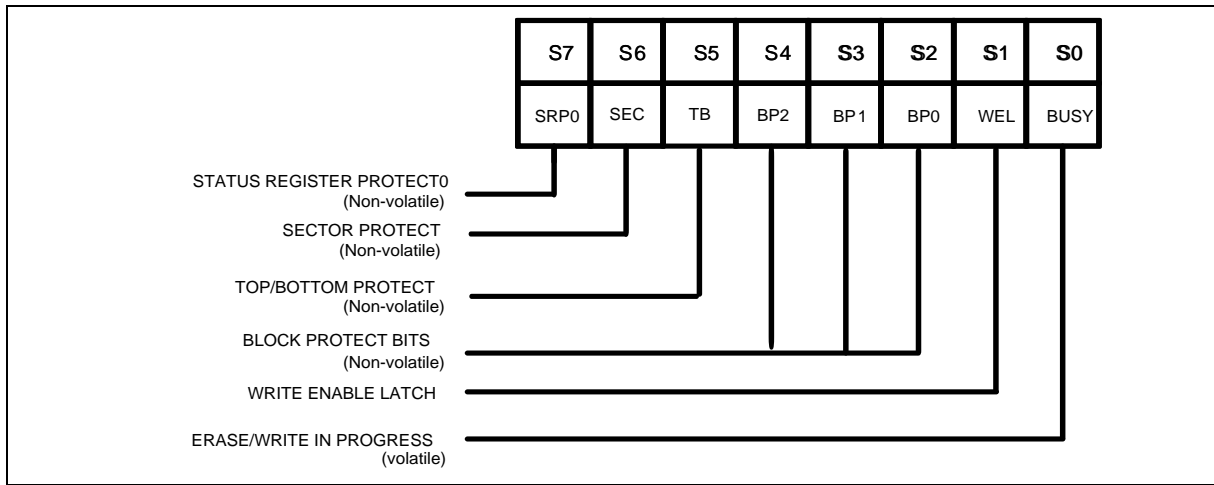 S7 S6 S5 S4 S3 S2 S1 S0
SRP0 SEC TB BP2 BP1 BP0 WEL BUSY
STATUS REGISTER PROTECT0
(Non-volatile)
SECTOR PROTECT
(Non-volatile)
TOP/BOTTOM PROTECT
(Non-volatile)
BLOCK PROTECT BITS
(Non-volatile)
WRITE ENABLE LATCH
ERASE/WRITE IN PROGRESS
(volatile)